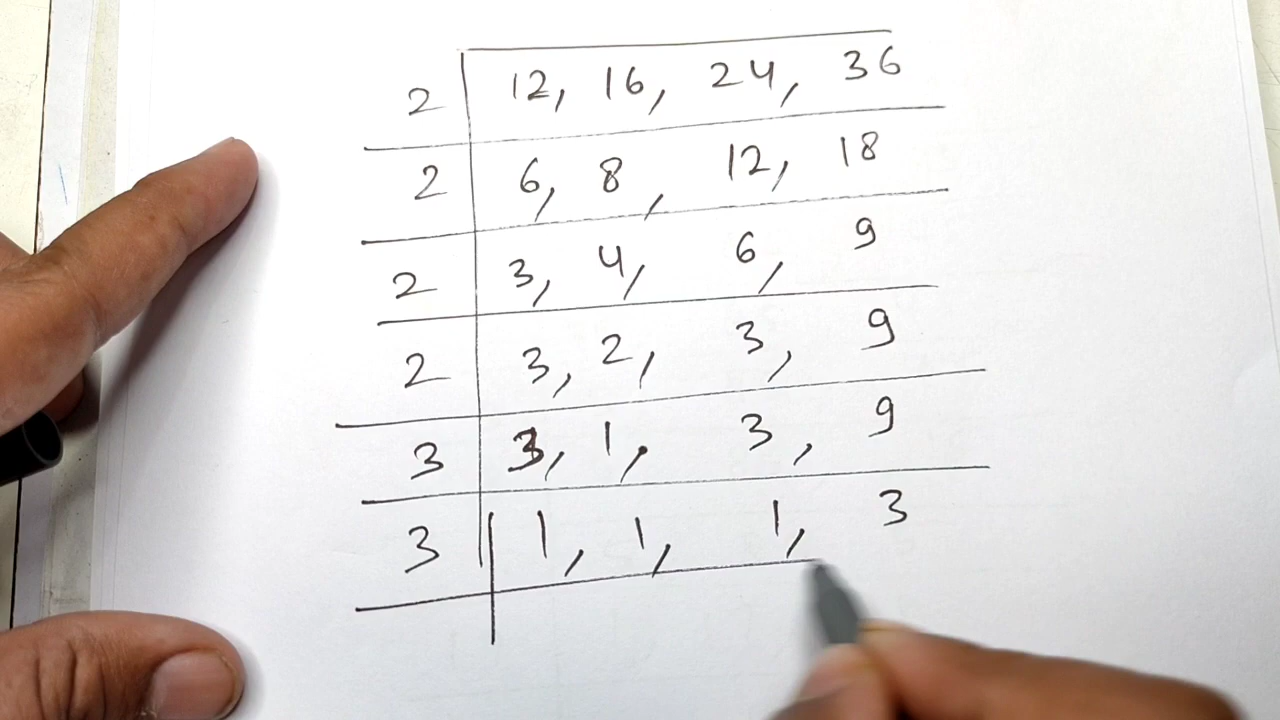 2 12, 16, 24, 36
2 6, 8, 12, 18
2 3, 4, 6, 9
2 3, 2, 3, 9
3 3, 1, 3, 9
3 1, 1, 1, 3